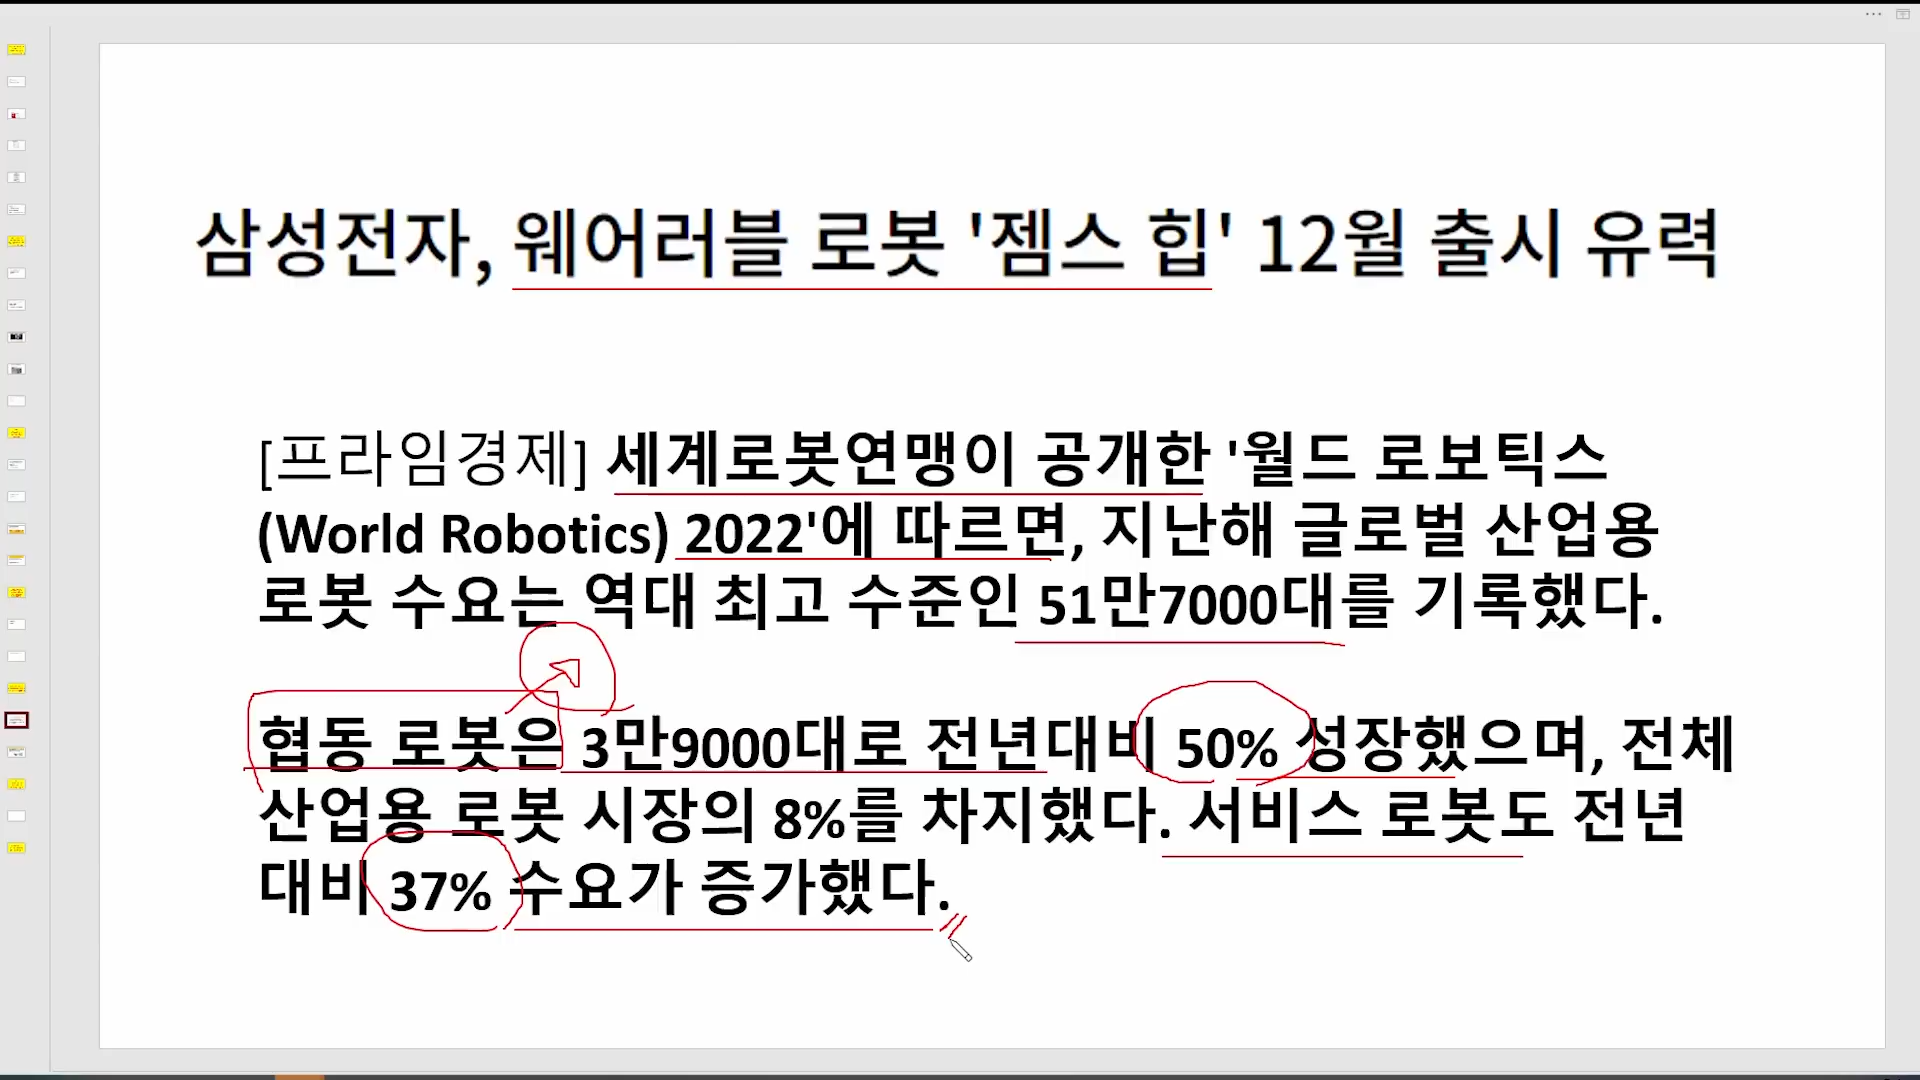 삼성전자, 웨어러블 로봇 '젬스 힙' 12월 출시 유력
[프라임경제] 세계로봇연맹이 공개한 '월드 로보틱스
(World Robotics) 2022'에 따르면, 지난해 글로벌 산업용
로봇 수요는 역대 최고 수준인 51만7000대를 기록했다.
협동 로봇은 3만9000대로 전년대비 50% 성장했으며, 전체
산업용 로봇 시장의 8%를 차지했다. 서비스 로봇도 전년
대비 37% 수요가 증가했다.